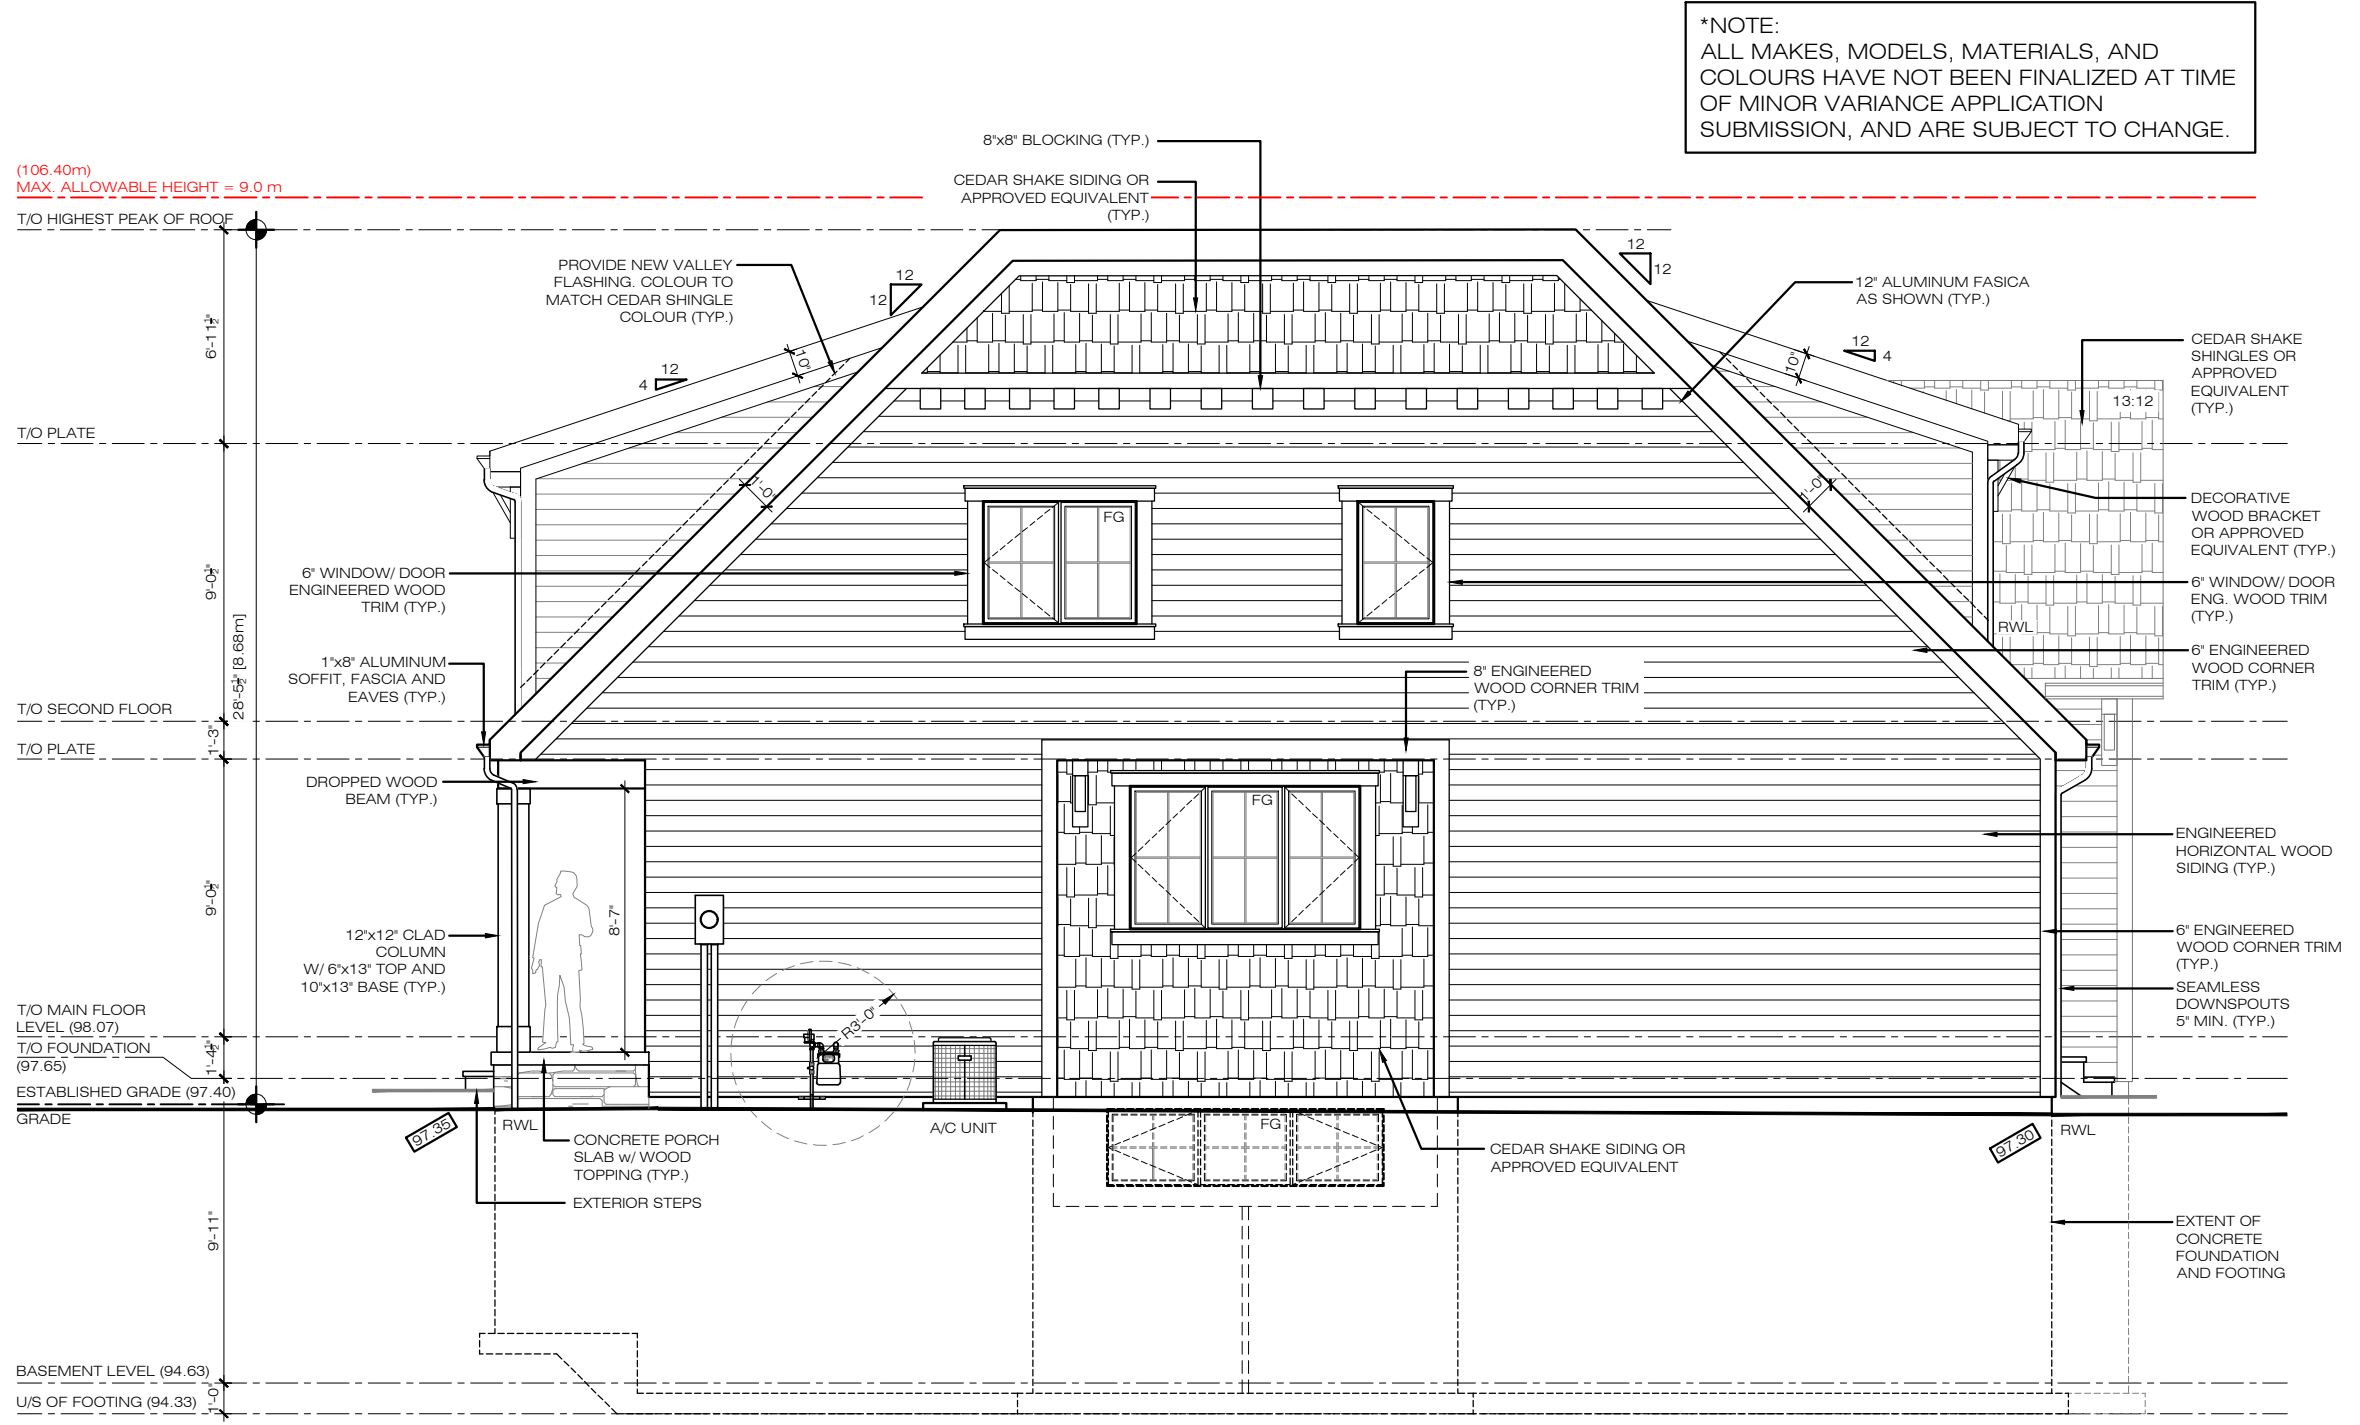 *NOTE:
ALL MAKES, MODELS, MATERIALS, AND
COLOURS HAVE NOT BEEN FINALIZED AT TIME
OF MINOR VARIANCE APPLICATION
SUBMISSION, AND ARE SUBJECT TO CHANGE.
8"x8" BLOCKING (TYP.)
(106.40m)
MAX. ALLOWABLE HEIGHT = 9.0 m
CEDAR SHAKE SIDING OR
APPROVED EQUIVALENT
(TYP.)
T/O HIGHEST PEAK OF ROOF
PROVIDE NEW VALLEY
FLASHING. COLOUR TO
MATCH CEDAR SHINGLE
COLOUR (TYP.)
12
12
12
12
12" ALUMINUM FASICA
AS SHOWN (TYP.)
6'-11½"
10"
12
4
10"
12
4
CEDAR SHAKE
SHINGLES OR
APPROVED
EQUIVALENT
(TYP.)
13:12
T/O PLATE
1'-0"
1'-0"
FG
DECORATIVE
WOOD BRACKET
OR APPROVED
EQUIVALENT (TYP.)
9'-0½"
6" WINDOW/ DOOR
ENGINEERED WOOD
TRIM (TYP.)
6" WINDOW/ DOOR
ENG. WOOD TRIM
(TYP.)
RWL
28'-5½" [8.68m]
1"x8" ALUMINUM
SOFFIT, FASCIA AND
EAVES (TYP.)
8" ENGINEERED
WOOD CORNER TRIM
(TYP.)
6" ENGINEERED
WOOD CORNER
TRIM (TYP.)
T/O SECOND FLOOR
1'-3"
T/O PLATE
DROPPED WOOD
BEAM (TYP.)
FG
ENGINEERED
HORIZONTAL WOOD
SIDING (TYP.)
9'-0½"
8'-7"
12"x12" CLAD
COLUMN
W/ 6"x13" TOP AND
10"x13" BASE (TYP.)
6" ENGINEERED
WOOD CORNER TRIM
(TYP.)
SEAMLESS
DOWNSPOUTS
5" MIN. (TYP.)
T/O MAIN FLOOR
LEVEL (98.07)
R3'-0"
1'-4½"
T/O FOUNDATION
(97.65)
ESTABLISHED GRADE (97.40)
GRADE
97.35
RWL
A/C UNIT
FG
97.30
RWL
CONCRETE PORCH
SLAB w/ WOOD
TOPPING (TYP.)
CEDAR SHAKE SIDING OR
APPROVED EQUIVALENT
EXTERIOR STEPS
9'-11"
EXTENT OF
CONCRETE
FOUNDATION
AND FOOTING
BASEMENT LEVEL (94.63)
1'-0"
U/S OF FOOTING (94.33)